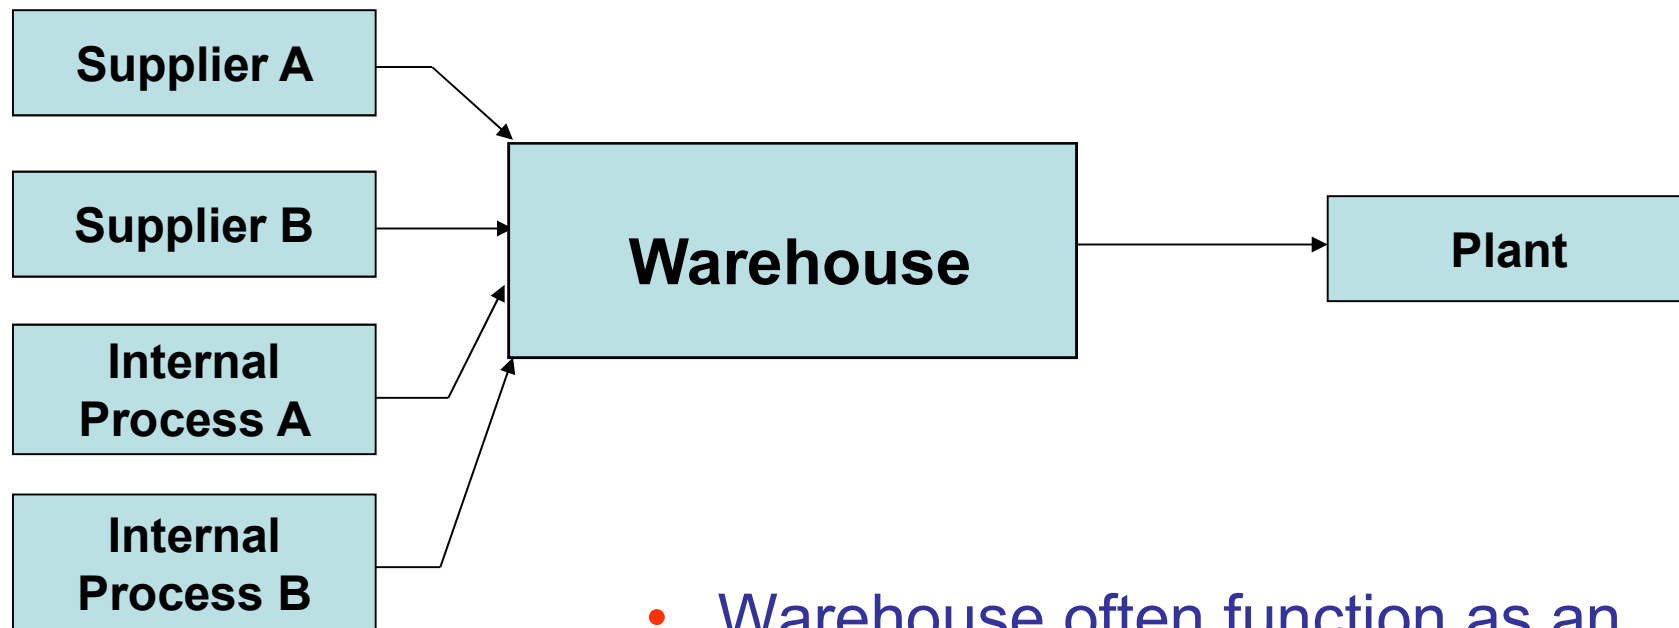 Supplier A
Supplier B
Warehouse
Plant
Internal
Process A
Internal
Process B
• Warehouse often function as an